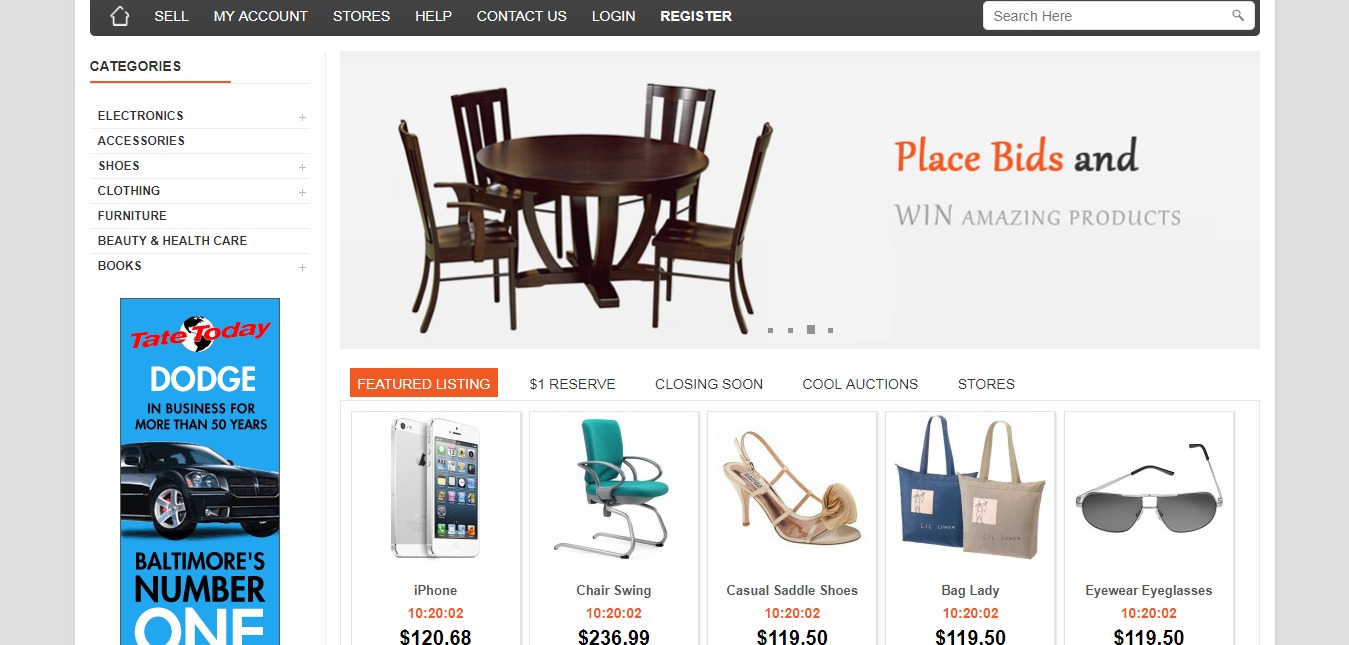 SELL MY ACCOUNT STORES HELP CONTACT US LOGIN REGISTER Search Here
CATEGORIES
ELECTRONICS +
ACCESSORIES
SHOES +
CLOTHING +
FURNITURE
BEAUTY & HEALTH CARE
BOOKS +
Tate Today
DODGE
IN BUSINESS FOR
MORE THAN 50 YEARS
BALTIMORE'S
NUMBER
ONE
Place Bids and
WIN AMAZING PRODUCTS
FEATURED LISTING $1 RESERVE CLOSING SOON COOL AUCTIONS STORES
iPhone
10:20:02
$120.68
Chair Swing
10:20:02
$236.99
Casual Saddle Shoes
10:20:02
$119.50
Bag Lady
10:20:02
$119.50
Eyewear Eyeglasses
10:20:02
$119.50